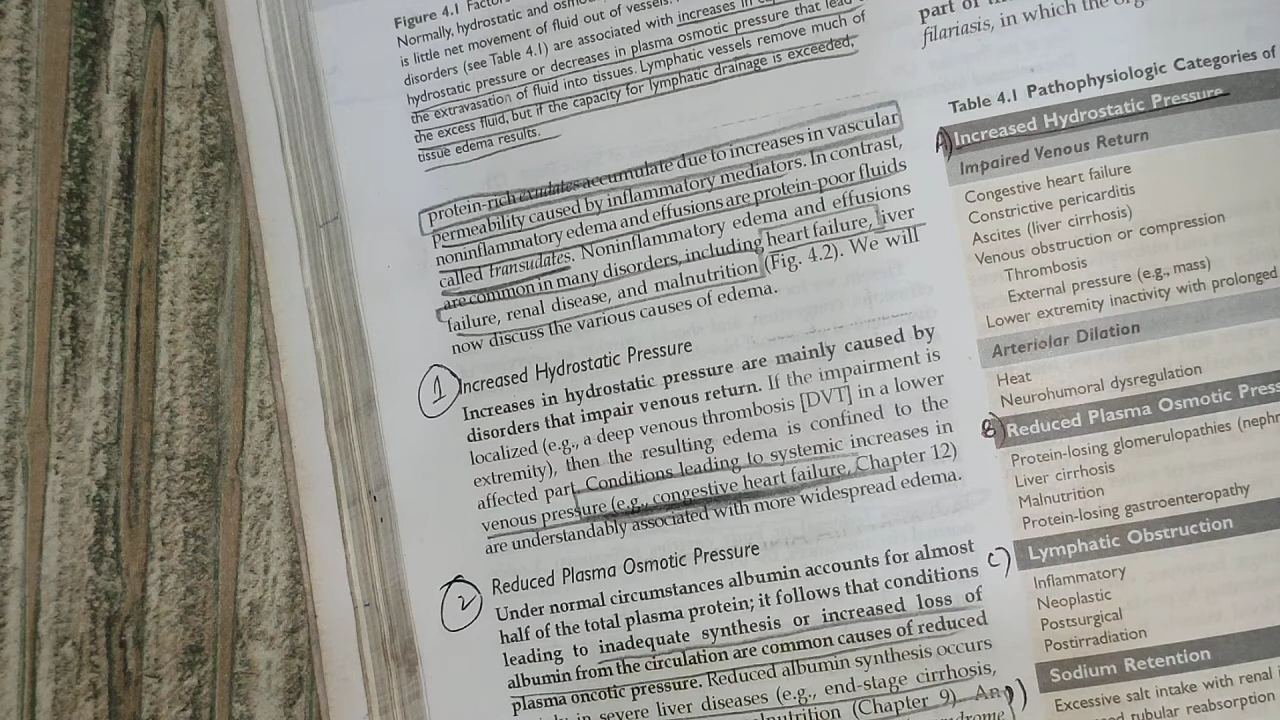 Figure 4.1 Factors
Normally, hydrostatic and osmo
is little net movement of fluid out of vessels.
disorders (see Table 4.1) are associated with increases in
hydrostatic pressure or decreases in plasma osmotic pressure that lead
the extravasation of fluid into tissues. Lymphatic vessels remove much of
the excess fluid, but if the capacity for lymphatic drainage is exceeded,
tissue edema results.
protein-rich exudates accumulate due to increases in vascular
permeability caused by inflammatory mediators. In contrast,
noninflammatory edema and effusions are protein-poor fluids
called transudates. Noninflammatory edema and effusions
are common in many disorders, including heart failure, liver
failure, renal disease, and malnutrition (Fig. 4.2). We will
now discuss the various causes of edema.
1 Increased Hydrostatic Pressure
Increases in hydrostatic pressure are mainly caused by
disorders that impair venous return. If the impairment is
localized (e.g., a deep venous thrombosis [DVT] in a lower
extremity), then the resulting edema is confined to the
affected part. Conditions leading to systemic increases in
venous pressure (e.g., congestive heart failure, Chapter 12)
are understandably associated with more widespread edema.
2 Reduced Plasma Osmotic Pressure
Under normal circumstances albumin accounts for almost
half of the total plasma protein; it follows that conditions
leading to inadequate synthesis or increased loss of
albumin from the circulation are common causes of reduced
plasma oncotic pressure. Reduced albumin synthesis occurs
in severe liver diseases (e.g., end-stage cirrhosis,
(Chapter 9). An
part of
filariasis, in which the
Table 4.1 Pathophysiologic Categories of
A) Increased Hydrostatic Pressure
Impaired Venous Return
Congestive heart failure
Constrictive pericarditis
Ascites (liver cirrhosis)
Venous obstruction or compression
Thrombosis
External pressure (e.g., mass)
Lower extremity inactivity with prolonged
Arteriolar Dilation
Heat
Neurohumoral dysregulation
B) Reduced Plasma Osmotic Press
Protein-losing glomerulopathies (nephr
Liver cirrhosis
Malnutrition
Protein-losing gastroenteropathy
C) Lymphatic Obstruction
Inflammatory
Neoplastic
Postsurgical
Postirradiation
D) Sodium Retention
Excessive salt intake with renal
tubular reabsorption